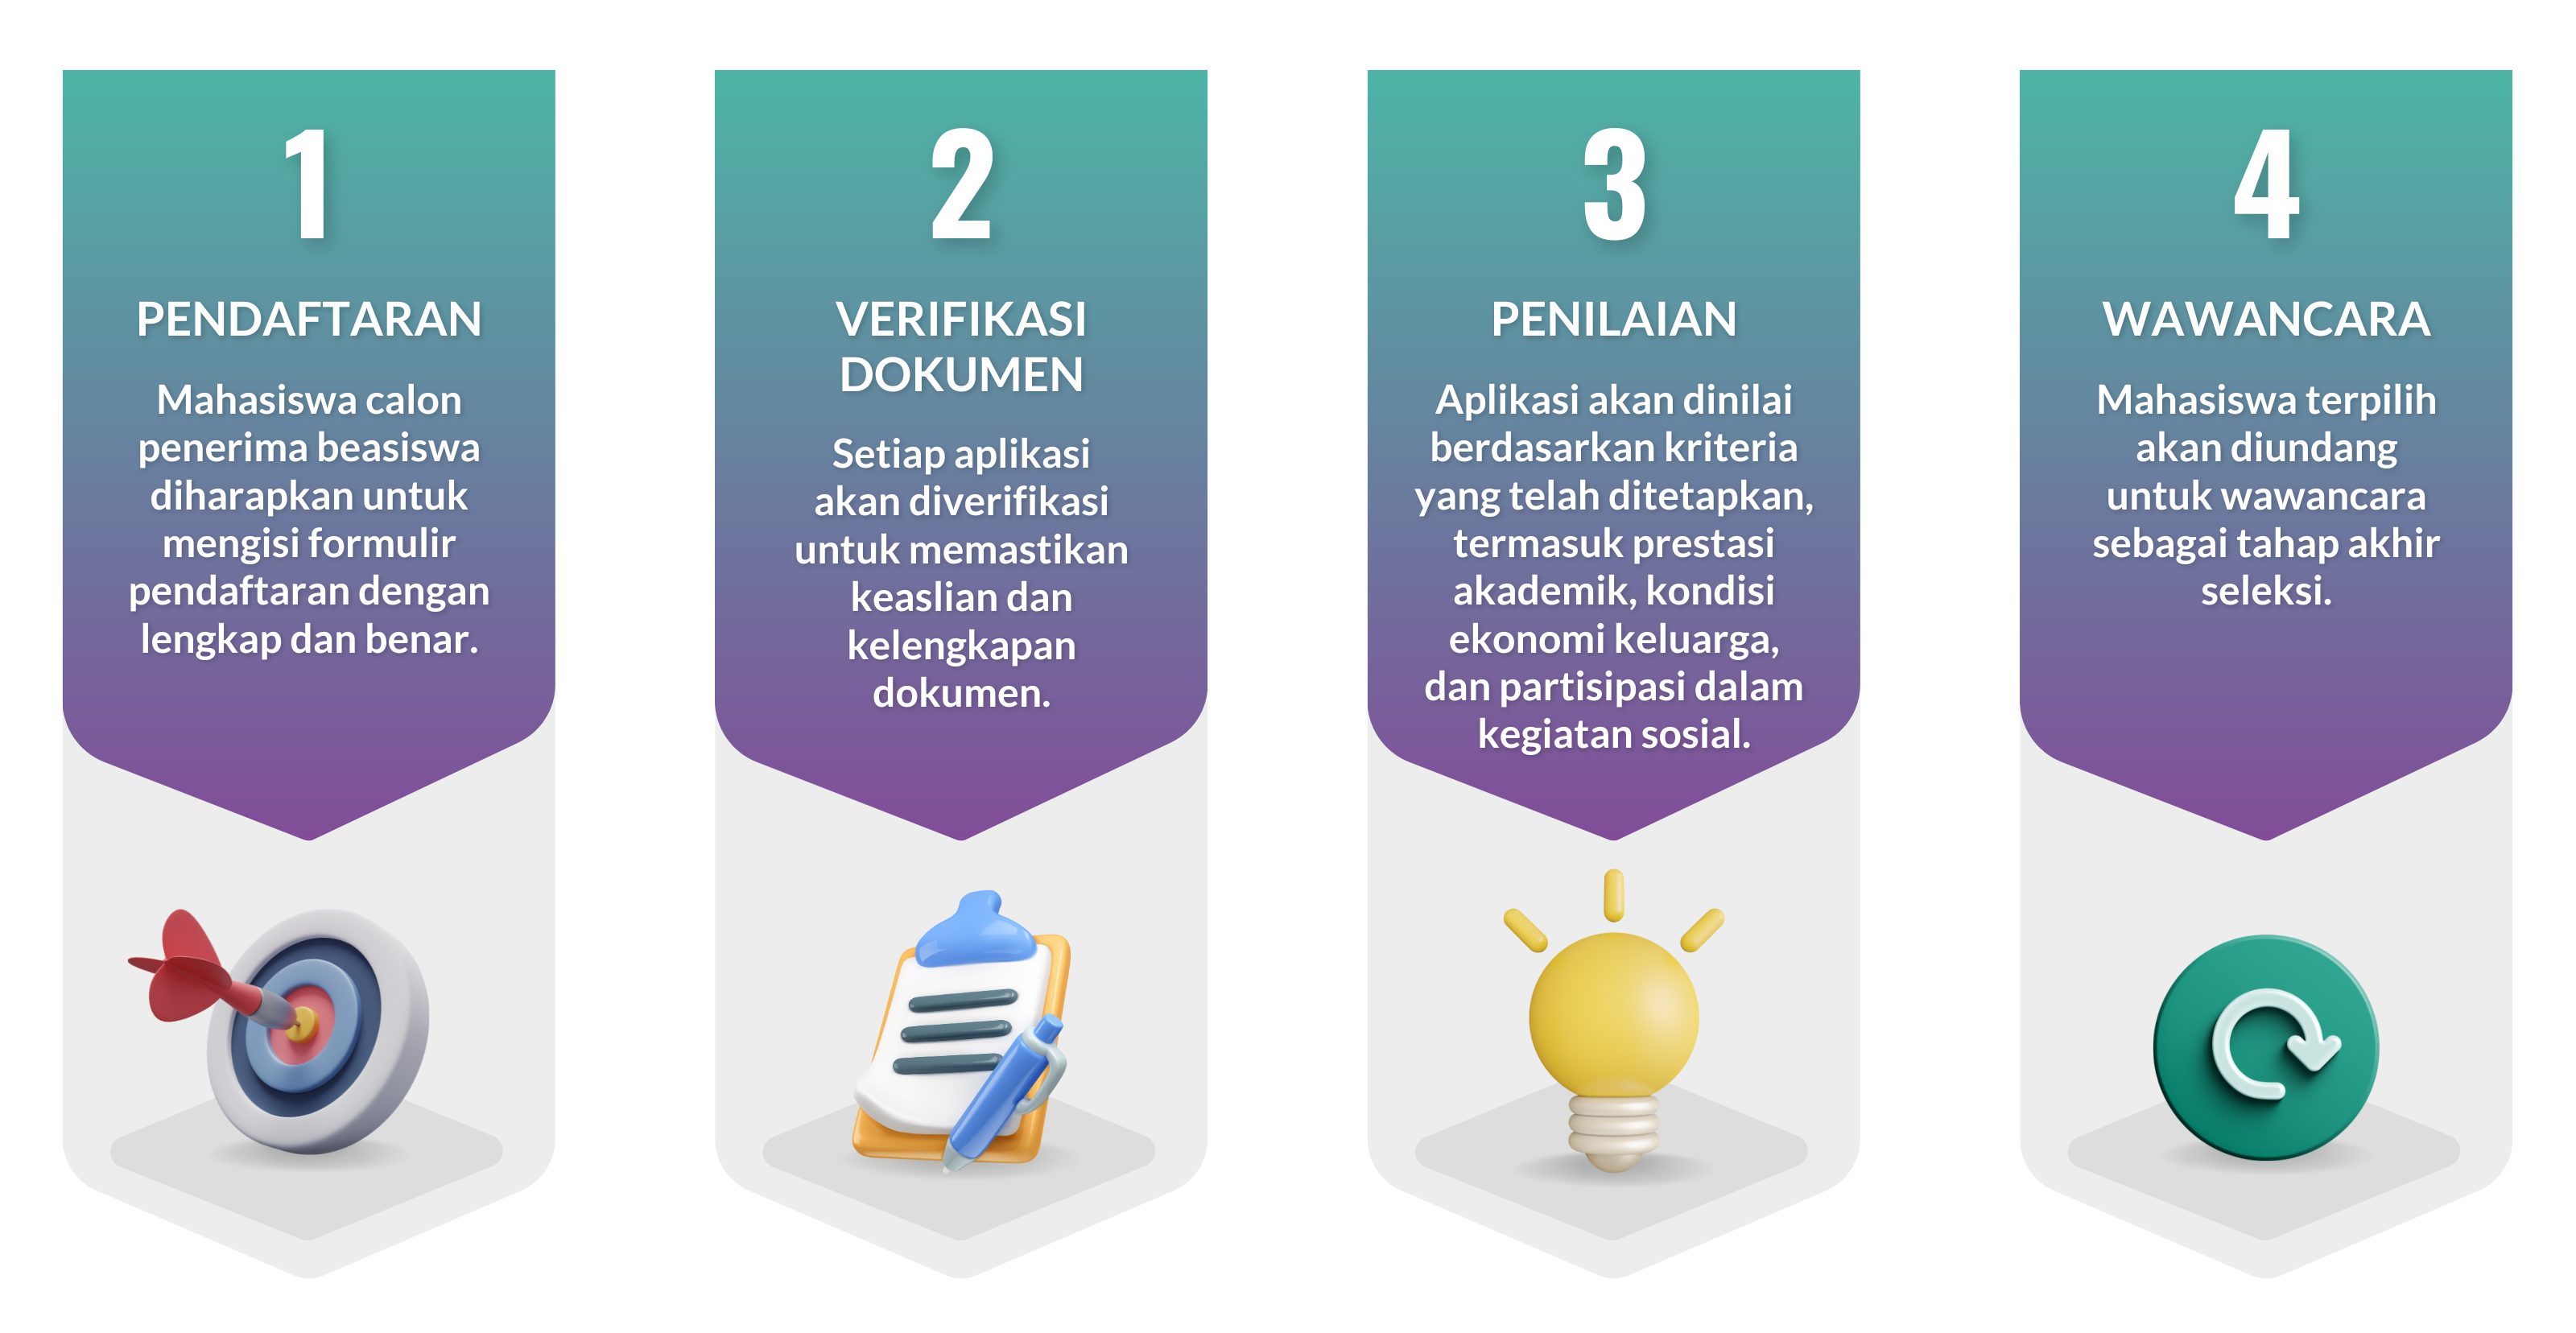 1
PENDAFTARAN
Mahasiswa calon
penerima beasiswa
diharapkan untuk
mengisi formulir
pendaftaran dengan
lengkap dan benar.
2
VERIFIKASI
DOKUMEN
Setiap aplikasi
akan diverifikasi
untuk memastikan
keaslian dan
kelengkapan
dokumen.
3
PENILAIAN
Aplikasi akan dinilai
berdasarkan kriteria
yang telah ditetapkan,
termasuk prestasi
akademik, kondisi
ekonomi keluarga,
dan partisipasi dalam
kegiatan sosial.
4
WAWANCARA
Mahasiswa terpilih
akan diundang
untuk wawancara
sebagai tahap akhir
seleksi.